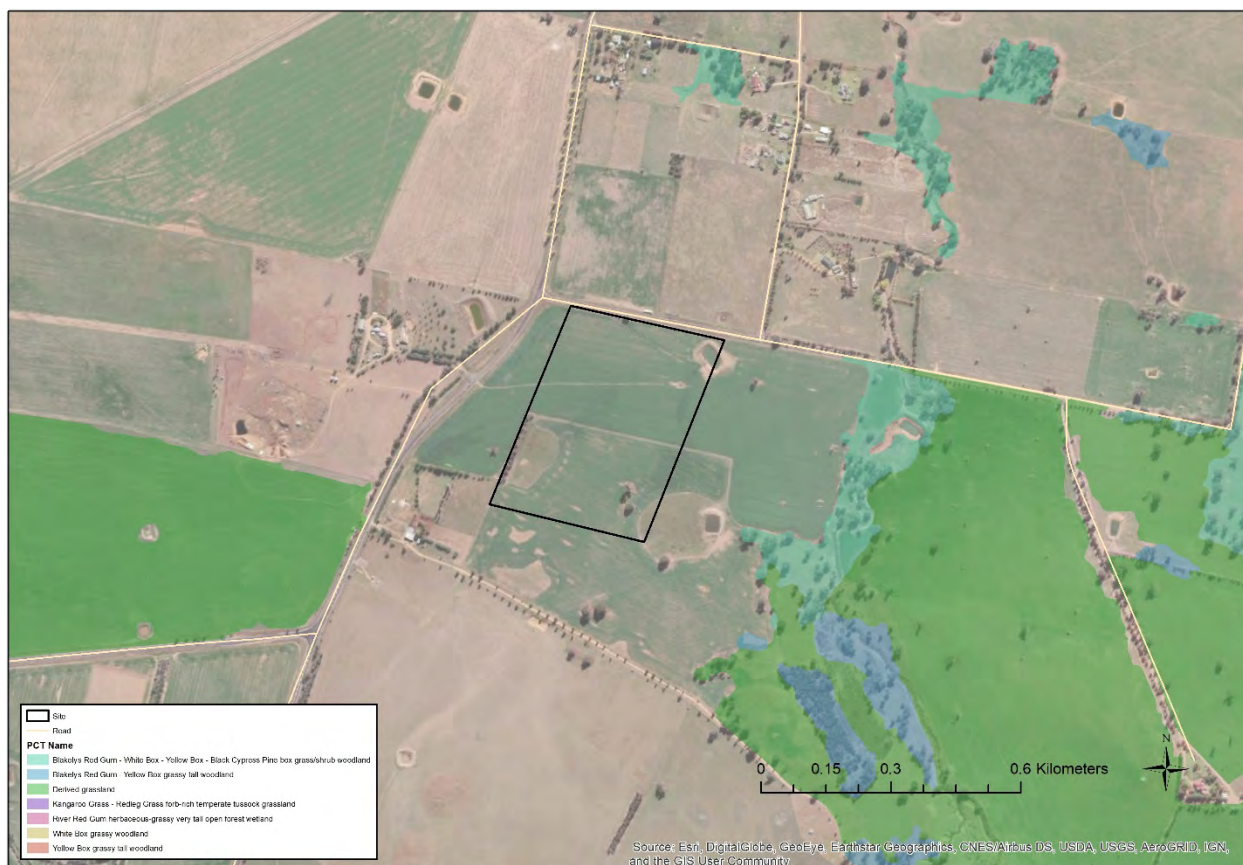 Site
Road
PCT Name
Blakelys Red Gum - White Box - Yellow Box - Black Cypress Pine box grass/shrub woodland
Blakelys Red Gum - Yellow Box grassy tall woodland
Derived grassland
Kangaroo Grass - Redleg Grass forb-rich temperate tussock grassland
River Red Gum herbaceous-grassy very tall open forest wetland
White Box grassy woodland
Yellow Box grassy tall woodland
0 0.15 0.3 0.6 Kilometers
N
Source: Esri, DigitalGlobe, GeoEye, Earthstar Geographics, CNES/Airbus DS, USDA, USGS, AeroGRID, IGN,
and the GIS User Community